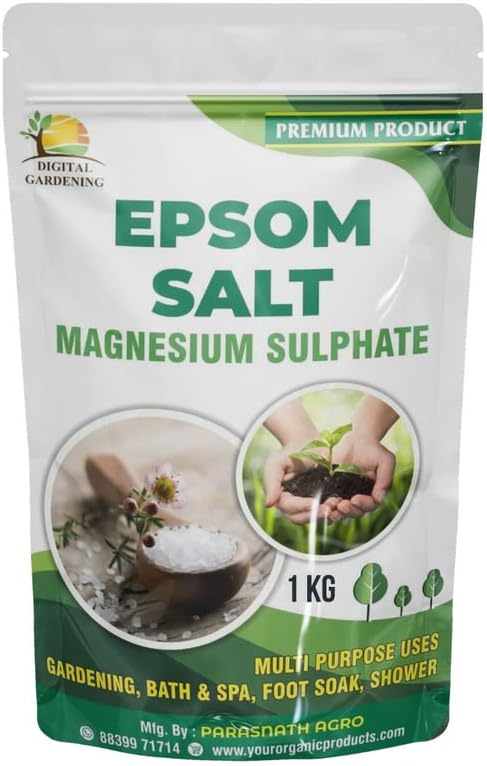 PREMIUM PRODUCT
DIGITAL
GARDENING
EPSOM
SALT
MAGNESIUM SULPHATE
1 KG
MULTI PURPOSE USES
GARDENING, BATH & SPA, FOOT SOAK, SHOWER
Mfg. By : PARASNATH AGRO
88399 71714 www.yourorganicproducts.com